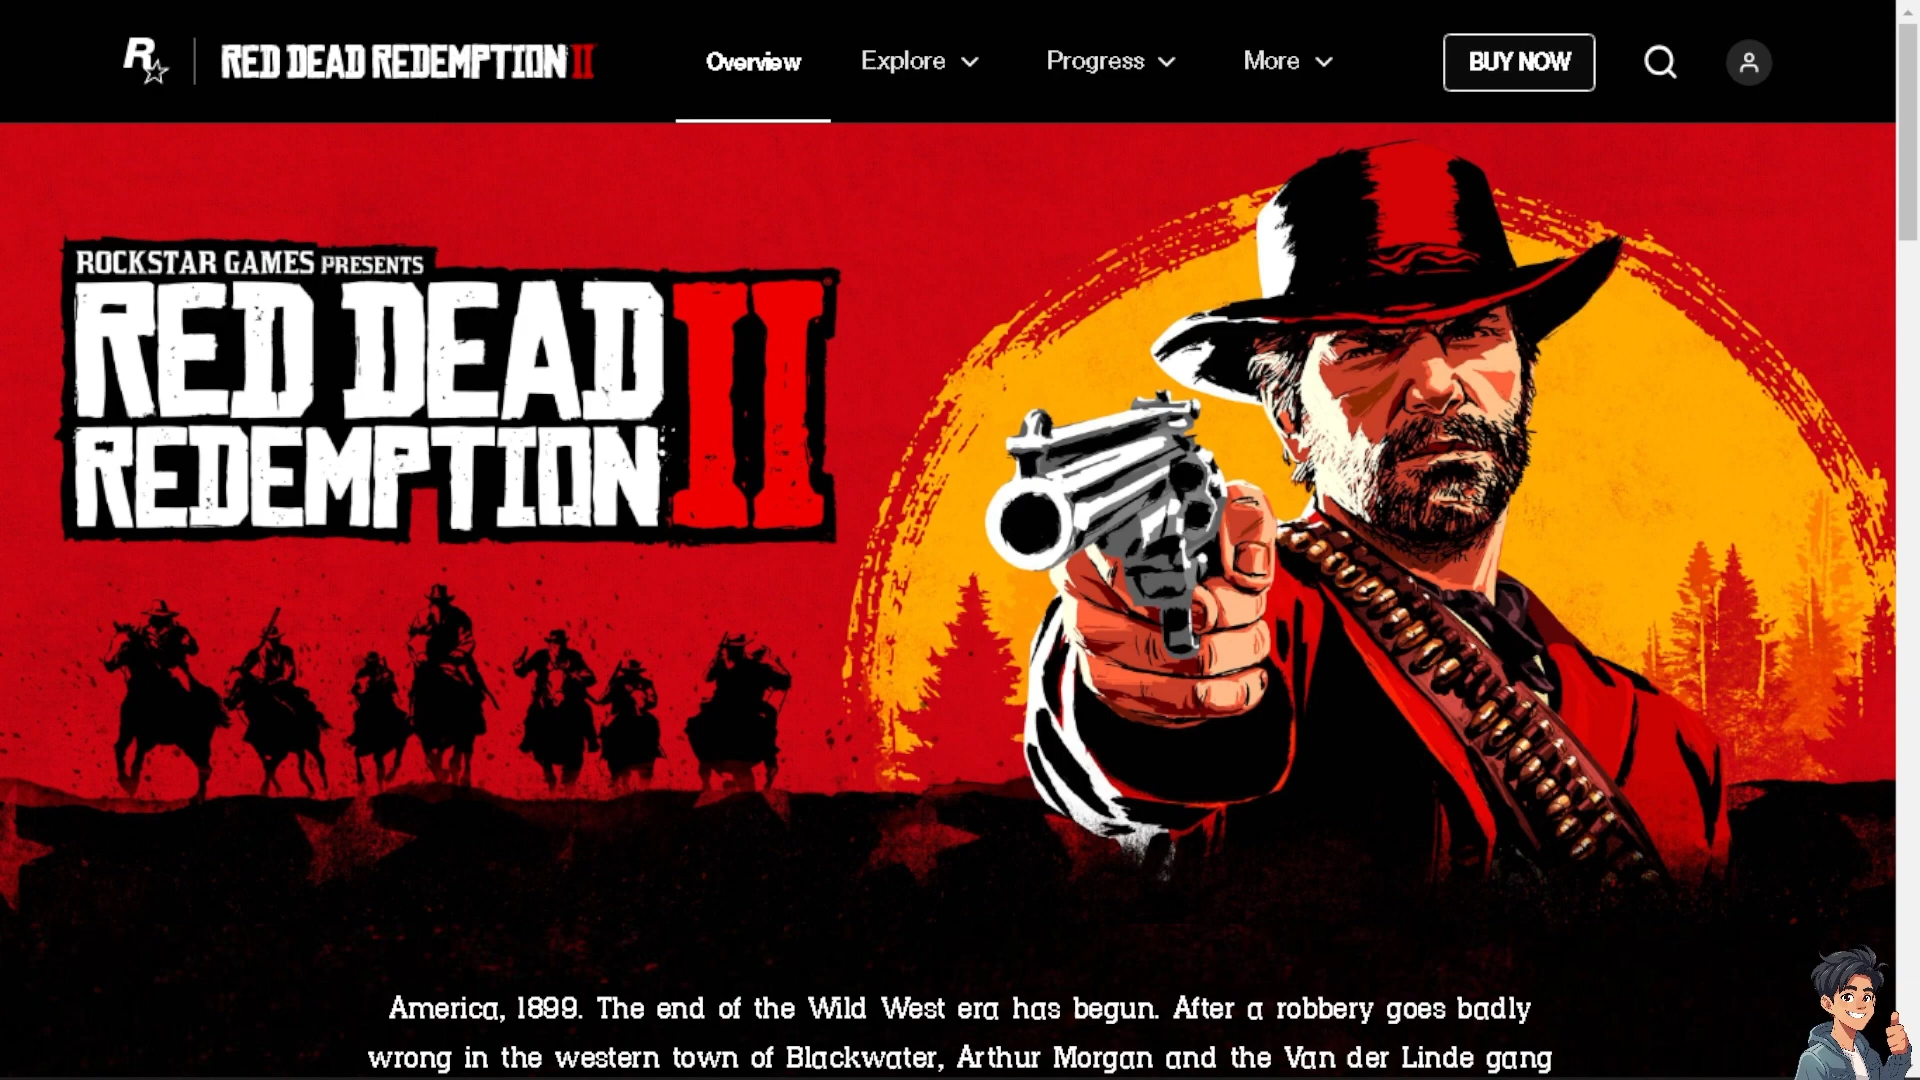 R
RED DEAD REDEMPTION II
Overview
Explore
Progress
More
BUY NOW
ROCKSTAR GAMES PRESENTS
RED DEAD
REDEMPTION II
America, 1899. The end of the Wild West era has begun. After a robbery goes badly
wrong in the western town of Blackwater, Arthur Morgan and the Van der Linde gang